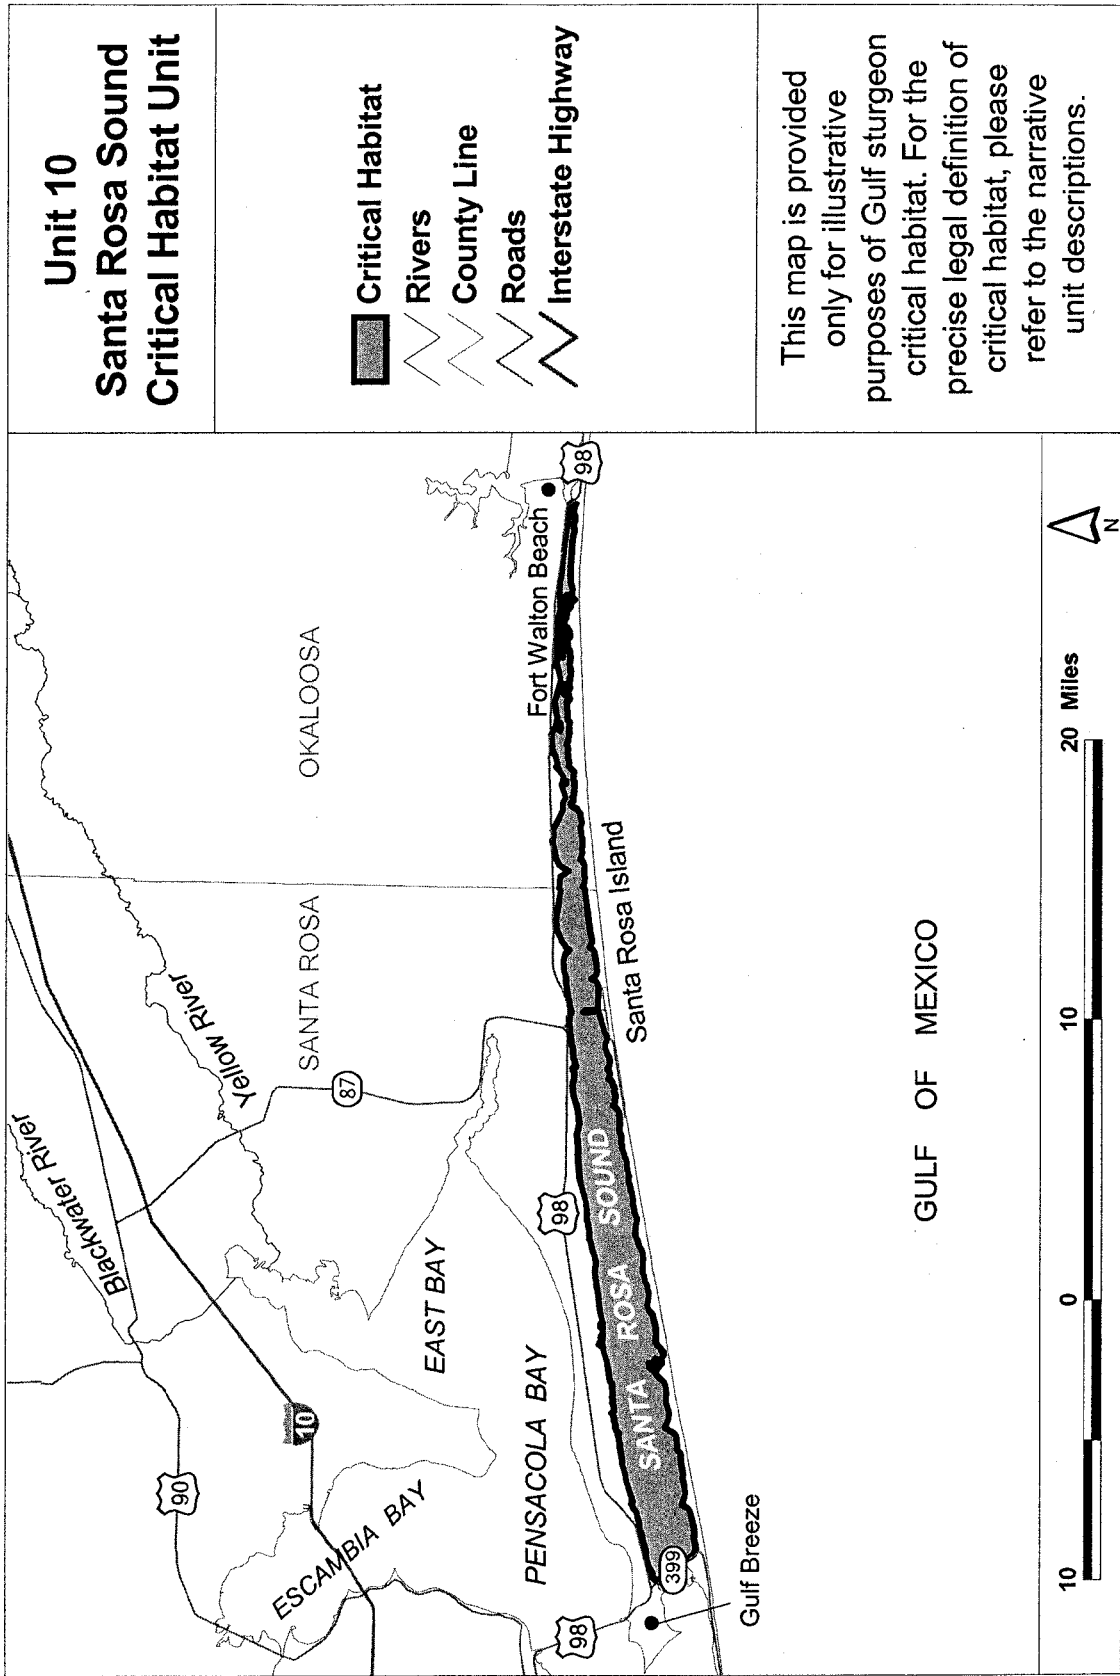 Unit 10
Santa Rosa Sound
Critical Habitat Unit
Critical Habitat
Rivers
County Line
Roads
Interstate Highway
This map is provided
only for illustrative
purposes of Gulf sturgeon
critical habitat. For the
precise legal definition of
critical habitat, please
refer to the narrative
unit descriptions.
Blackwater River
Yellow River
90
10
87
SANTA ROSA
OKALOOSA
ESCAMBIA BAY
EAST BAY
PENSACOLA BAY
98
98
98
Fort Walton Beach
SANTA ROSA SOUND
399
Santa Rosa Island
Gulf Breeze
GULF OF MEXICO
10 0 10 20 Miles
N